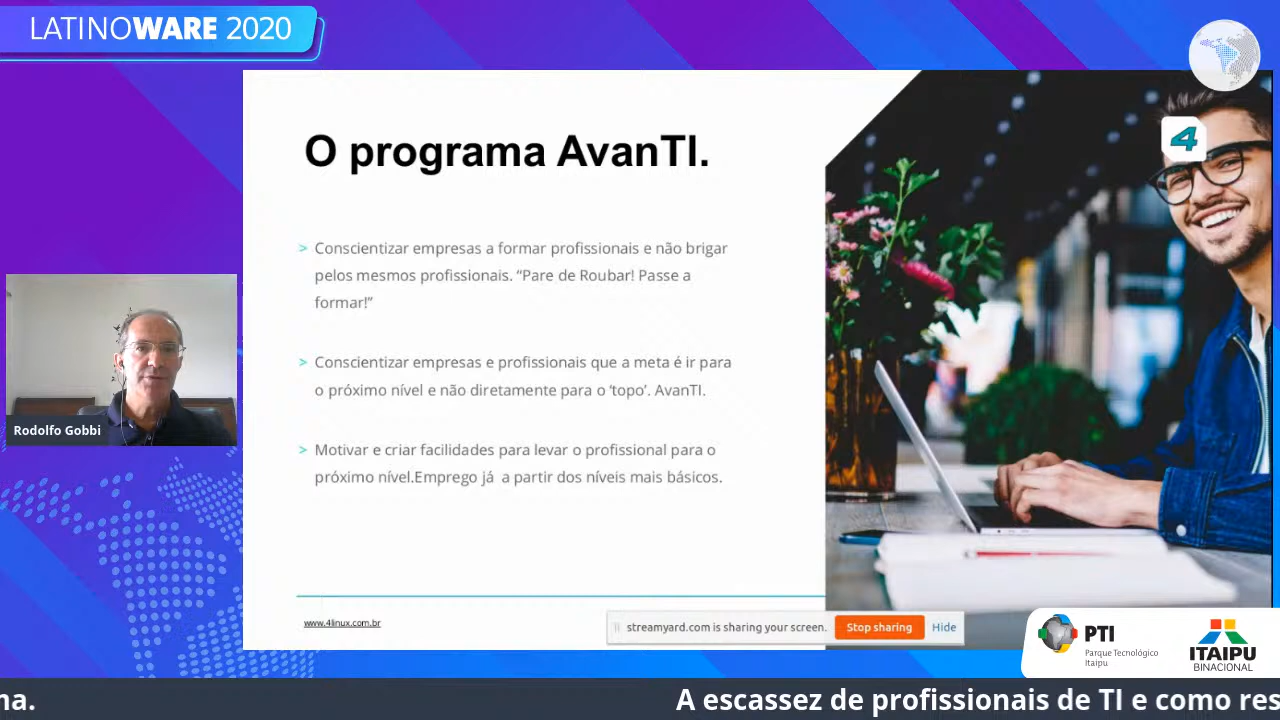 LATINOWARE 2020
O programa AvanTI.
> Conscientizar empresas a formar profissionais e não brigar
pelos mesmos profissionais. “Pare de Roubar! Passe a
formar!”
> Conscientizar empresas e profissionais que a meta é ir para
o próximo nível e não diretamente para o ‘topo’. AvanTI.
> Motivar e criar facilidades para levar o profissional para o
próximo nível.Emprego já  a partir dos níveis mais básicos.
4
Rodolfo Gobbi
www.4linux.com.br
streamyard.com is sharing your screen. Stop sharing Hide
PTI
Parque Tecnológico
Itaipu
ITAIPU
BINACIONAL
na. A escassez de profissionais de TI e como res